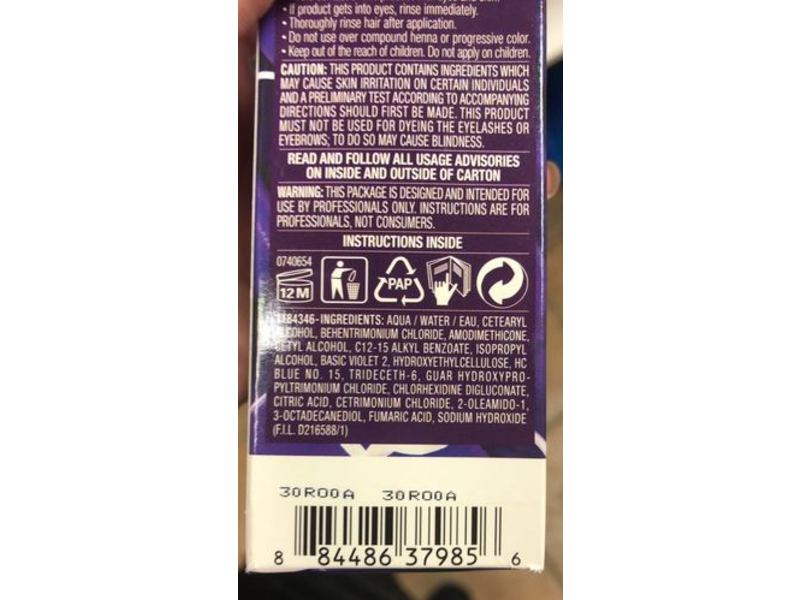 • If product gets into eyes, rinse immediately.
• Thoroughly rinse hair after application.
• Do not use over compound henna or progressive color.
• Keep out of the reach of children. Do not apply on children.
CAUTION: THIS PRODUCT CONTAINS INGREDIENTS WHICH
MAY CAUSE SKIN IRRITATION ON CERTAIN INDIVIDUALS
AND A PRELIMINARY TEST ACCORDING TO ACCOMPANYING
DIRECTIONS SHOULD FIRST BE MADE. THIS PRODUCT
MUST NOT BE USED FOR DYEING THE EYELASHES OR
EYEBROWS; TO DO SO MAY CAUSE BLINDNESS.
READ AND FOLLOW ALL USAGE ADVISORIES
ON INSIDE AND OUTSIDE OF CARTON
WARNING: THIS PACKAGE IS DESIGNED AND INTENDED FOR
USE BY PROFESSIONALS ONLY. INSTRUCTIONS ARE FOR
PROFESSIONALS, NOT CONSUMERS.
INSTRUCTIONS INSIDE
0740654
12M
PAP
INGREDIENTS: AQUA / WATER / EAU, CETEARYL
ALCOHOL, BEHENTRIMONIUM CHLORIDE, AMODIMETHICONE,
CETYL ALCOHOL, C12-15 ALKYL BENZOATE, ISOPROPYL
ALCOHOL, BASIC VIOLET 2, HYDROXYETHYLCELLULOSE, HC
BLUE NO. 15, TRIDECETH-6, GUAR HYDROXYPRO-
PYLTRIMONIUM CHLORIDE, CHLORHEXIDINE DIGLUCONATE,
CITRIC ACID, CETRIMONIUM CHLORIDE, 2-OLEAMIDO-1,
3-OCTADECANEDIOL, FUMARIC ACID, SODIUM HYDROXIDE
(F.I.L. D216588/1)
30R00A 30R00A
8 84486 37985 6